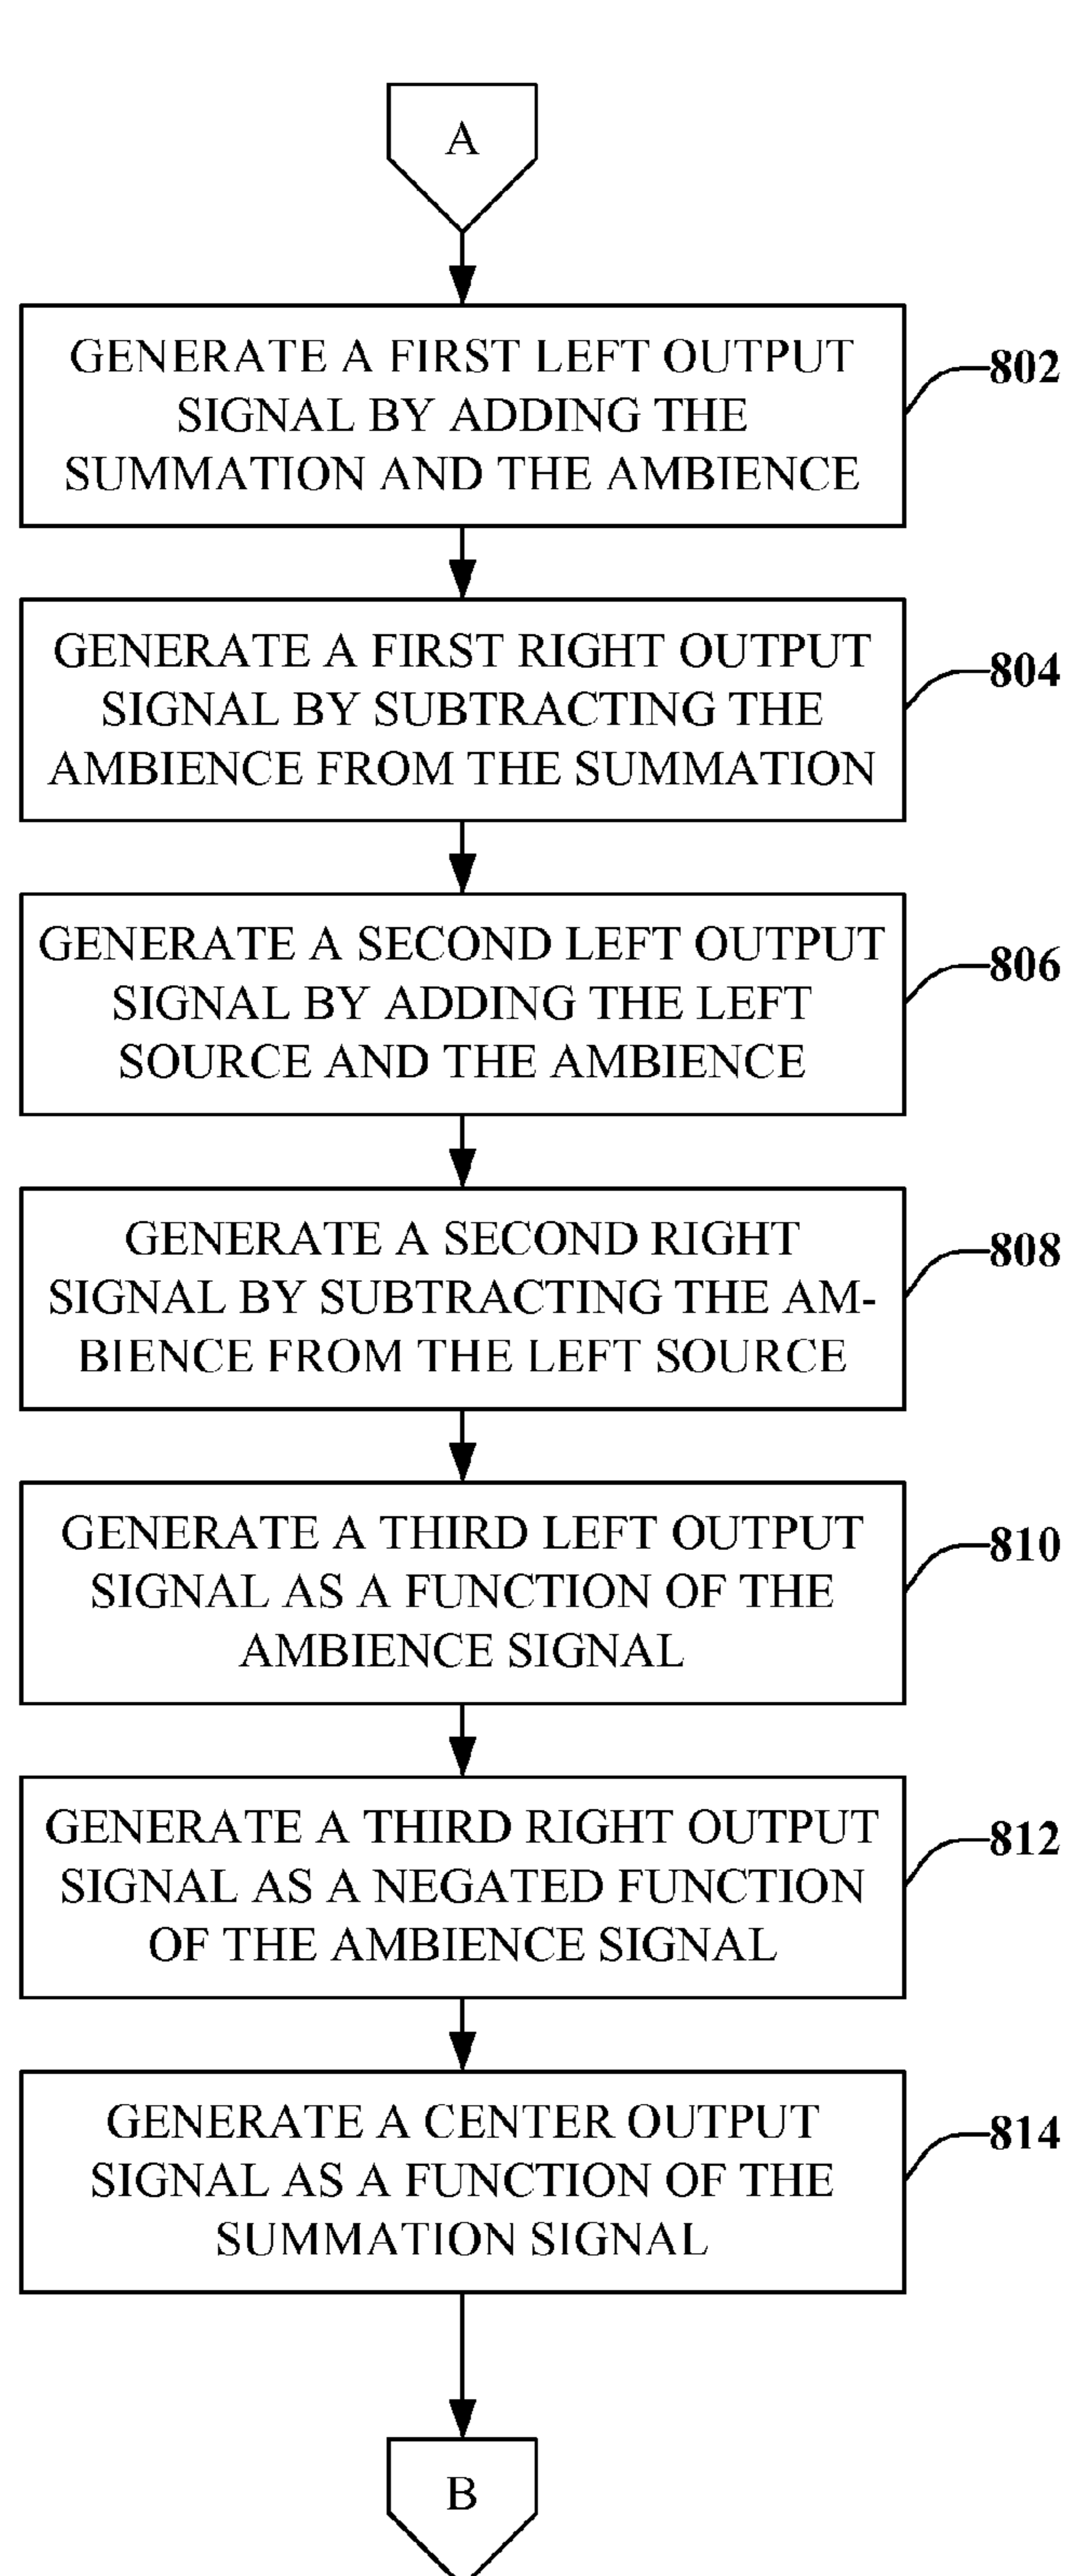 A
GENERATE A FIRST LEFT OUTPUT
SIGNAL BY ADDING THE
SUMMATION AND THE AMBIENCE
802
GENERATE A FIRST RIGHT OUTPUT
SIGNAL BY SUBTRACTING THE
AMBIENCE FROM THE SUMMATION
804
GENERATE A SECOND LEFT OUTPUT
SIGNAL BY ADDING THE LEFT
SOURCE AND THE AMBIENCE
806
GENERATE A SECOND RIGHT
SIGNAL BY SUBTRACTING THE AM-
BIENCE FROM THE LEFT SOURCE
808
GENERATE A THIRD LEFT OUTPUT
SIGNAL AS A FUNCTION OF THE
AMBIENCE SIGNAL
810
GENERATE A THIRD RIGHT OUTPUT
SIGNAL AS A NEGATED FUNCTION
OF THE AMBIENCE SIGNAL
812
GENERATE A CENTER OUTPUT
SIGNAL AS A FUNCTION OF THE
SUMMATION SIGNAL
814
B